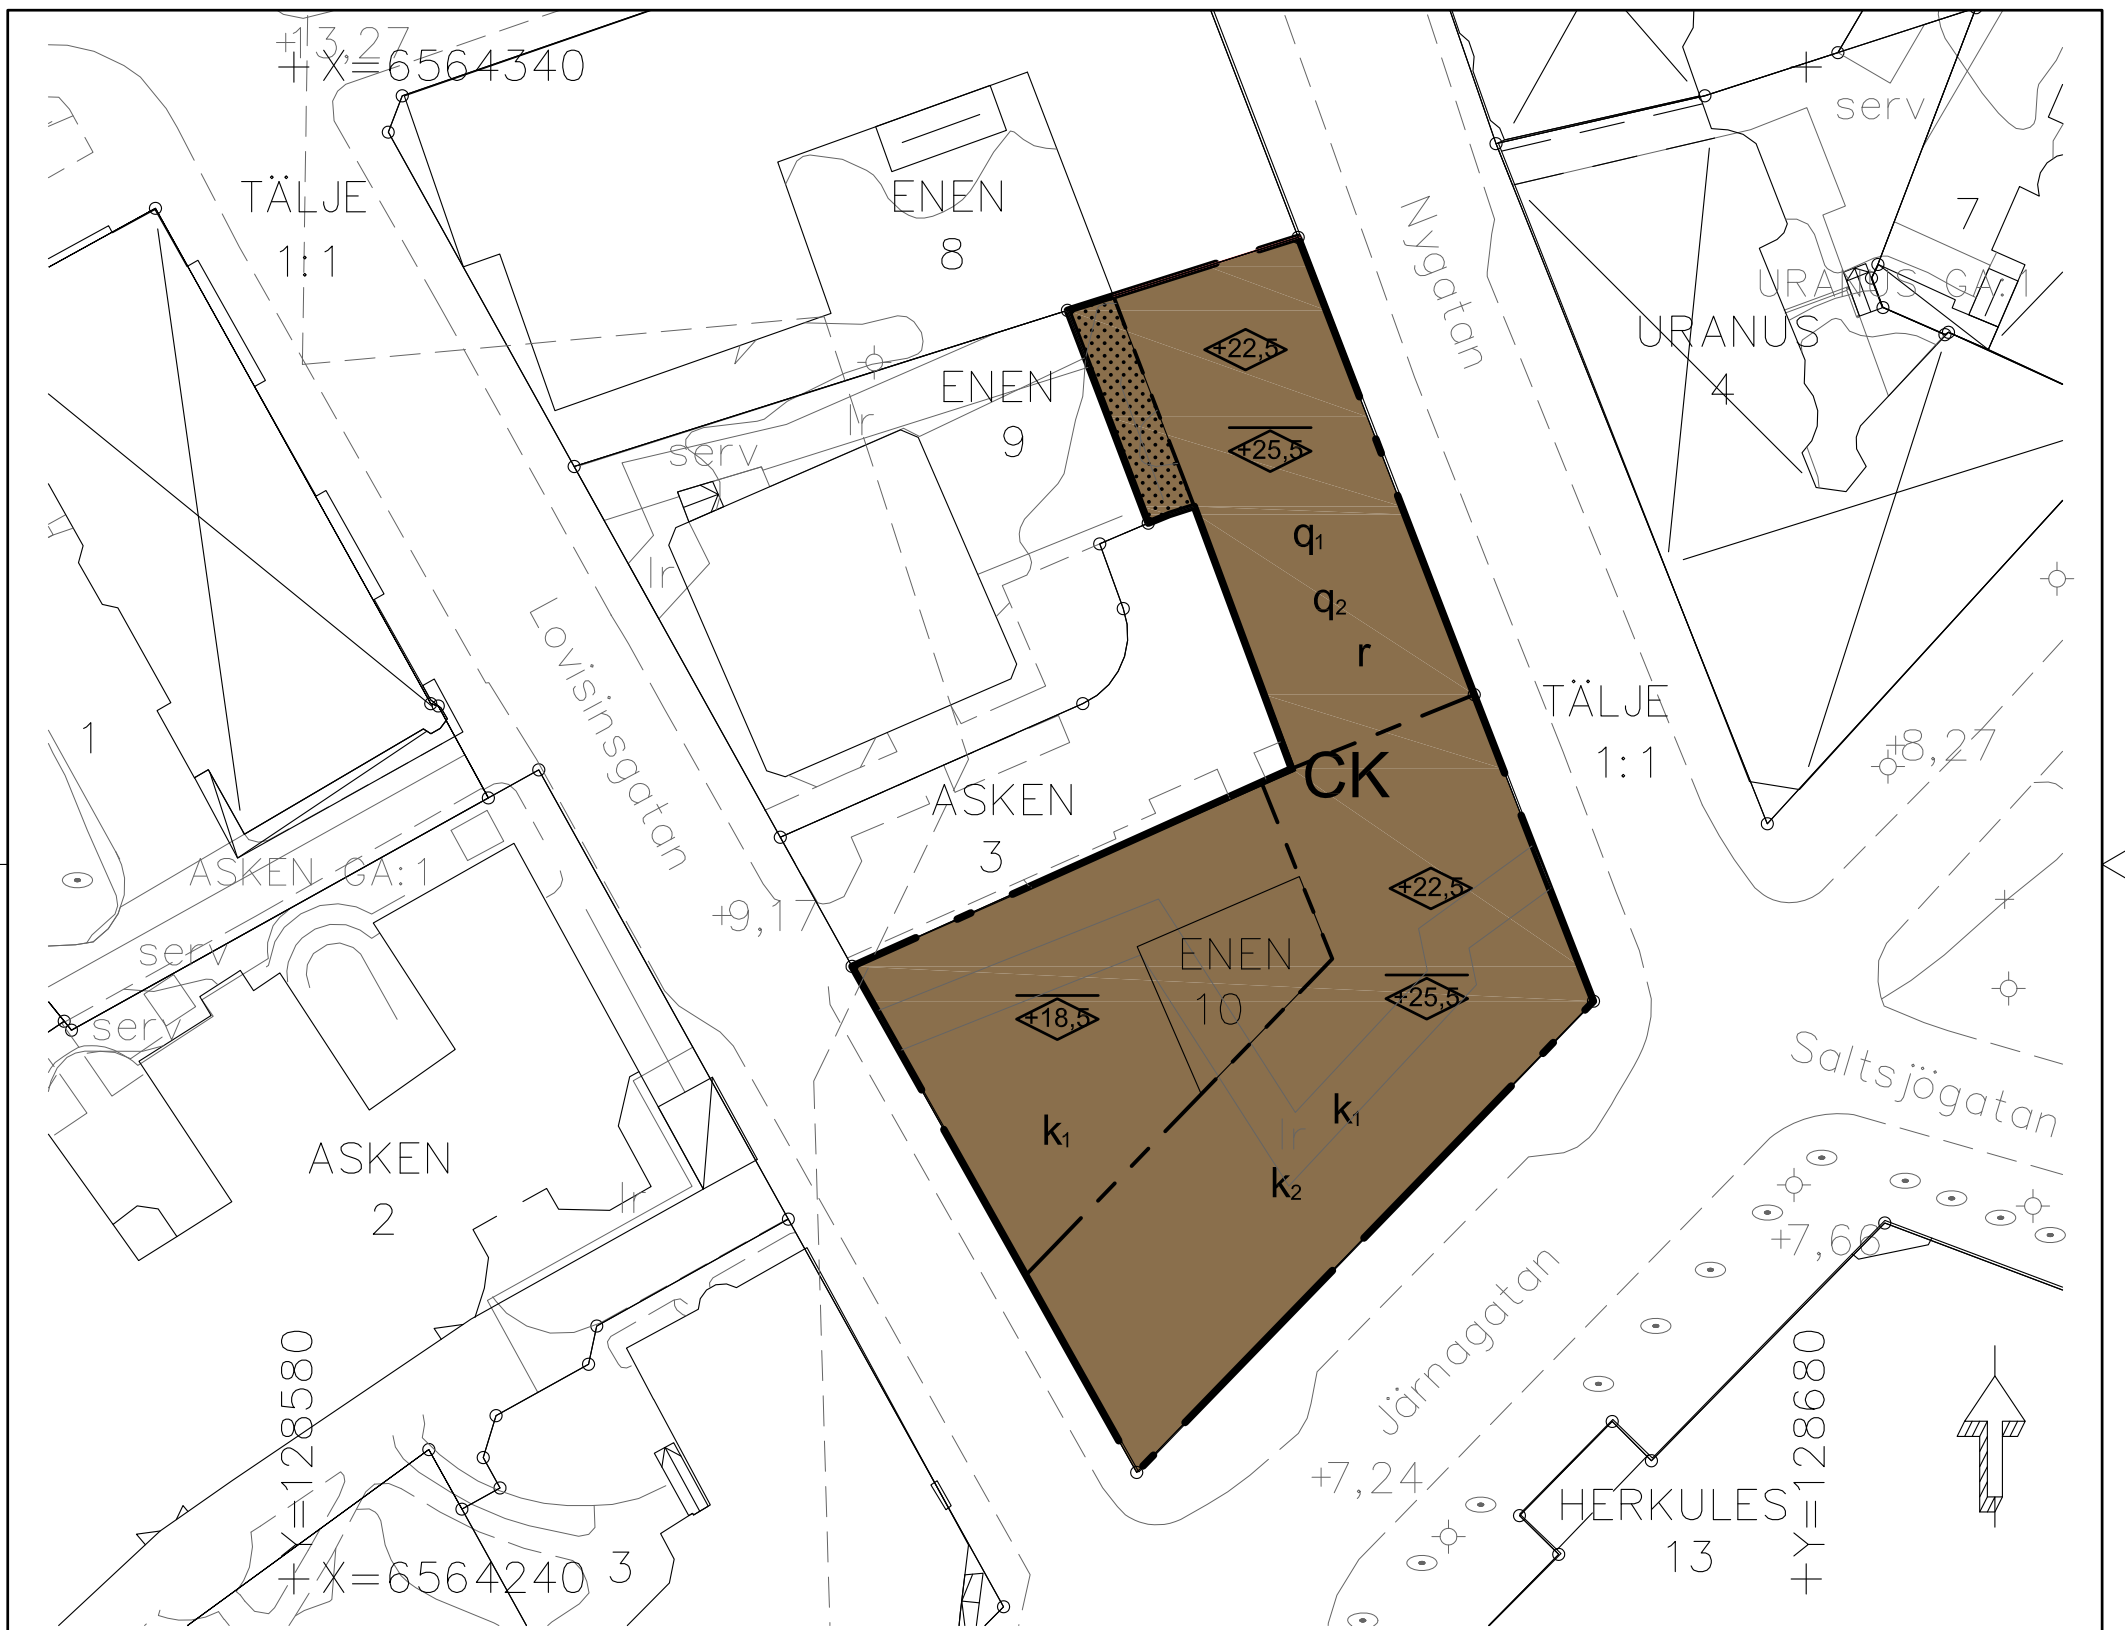 +13,27
X=6564340
serv
TÄLJE
1:1
ENEN
8
Nygatan
7
URANUS GA:1
URANUS
4
+22,5
ENEN
9
lr
serv
+25,5
lr
q1
q2
r
Lovisinsgatan
TÄLJE
1:1
1
+8,27
CK
ASKEN
3
ASKEN GA:1
+22,5
+9,17
serv
ENEN
10
+25,5
+18,5
serv
Saltsjögatan
k1
k1
lr
k2
ASKEN
2
lr
+7,66
Järnagatan
Y=128580
Y=128680
+7,24
HERKULES
13
X=6564240
3